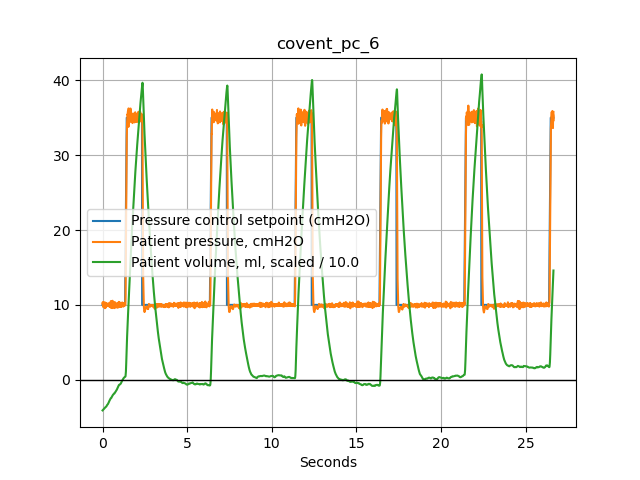 covent_pc_6
40
30
20
10
0
Pressure control setpoint (cmH2O)
Patient pressure, cmH2O
Patient volume, ml, scaled / 10.0
0 5 10 15 20 25
Seconds